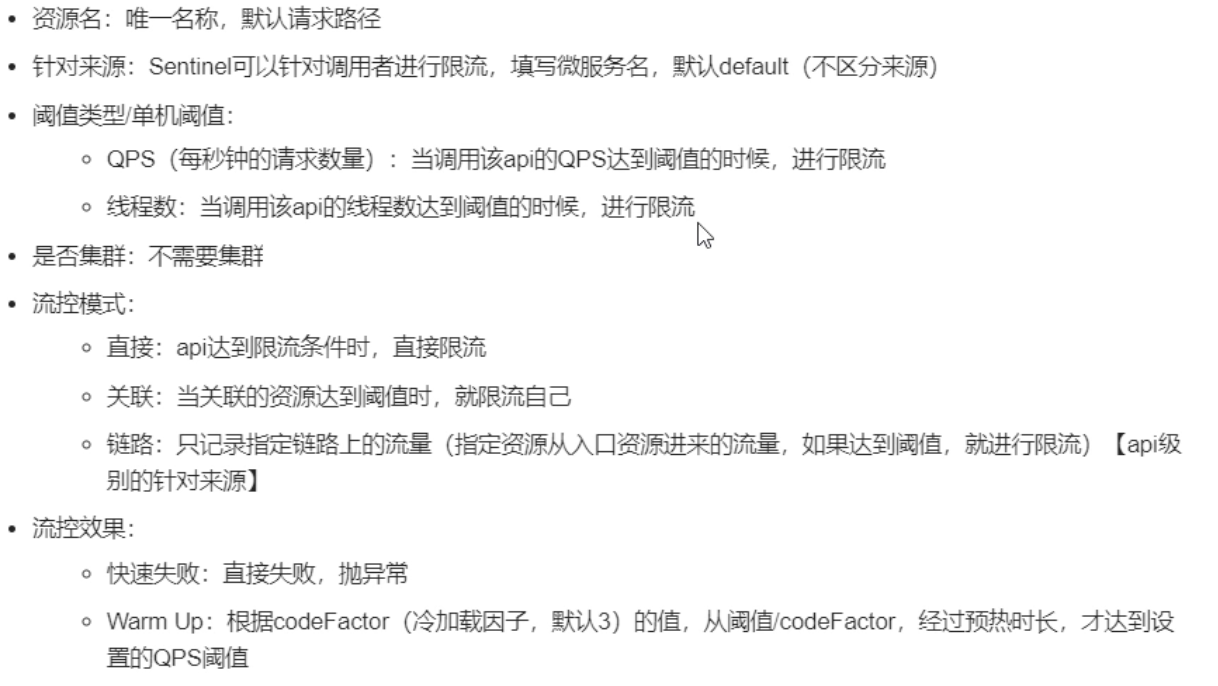 资源名：唯一名称，默认请求路径
针对来源：Sentinel可以针对调用者进行限流，填写微服务名，默认default（不区分来源）
阈值类型/单机阈值：
QPS（每秒钟的请求数量）：当调用该api的QPS达到阈值的时候，进行限流
线程数：当调用该api的线程数达到阈值的时候，进行限流
是否集群：不需要集群
流控模式：
直接：api达到限流条件时，直接限流
关联：当关联的资源达到阈值时，就限流自己
链路：只记录指定链路上的流量（指定资源从入口资源进来的流量，如果达到阈值，就进行限流）【api级
别的针对来源】
流控效果：
快速失败：直接失败，抛异常
Warm Up：根据codeFactor（冷加载因子，默认3）的值，从阈值/codeFactor，经过预热时长，才达到设
置的QPS阈值